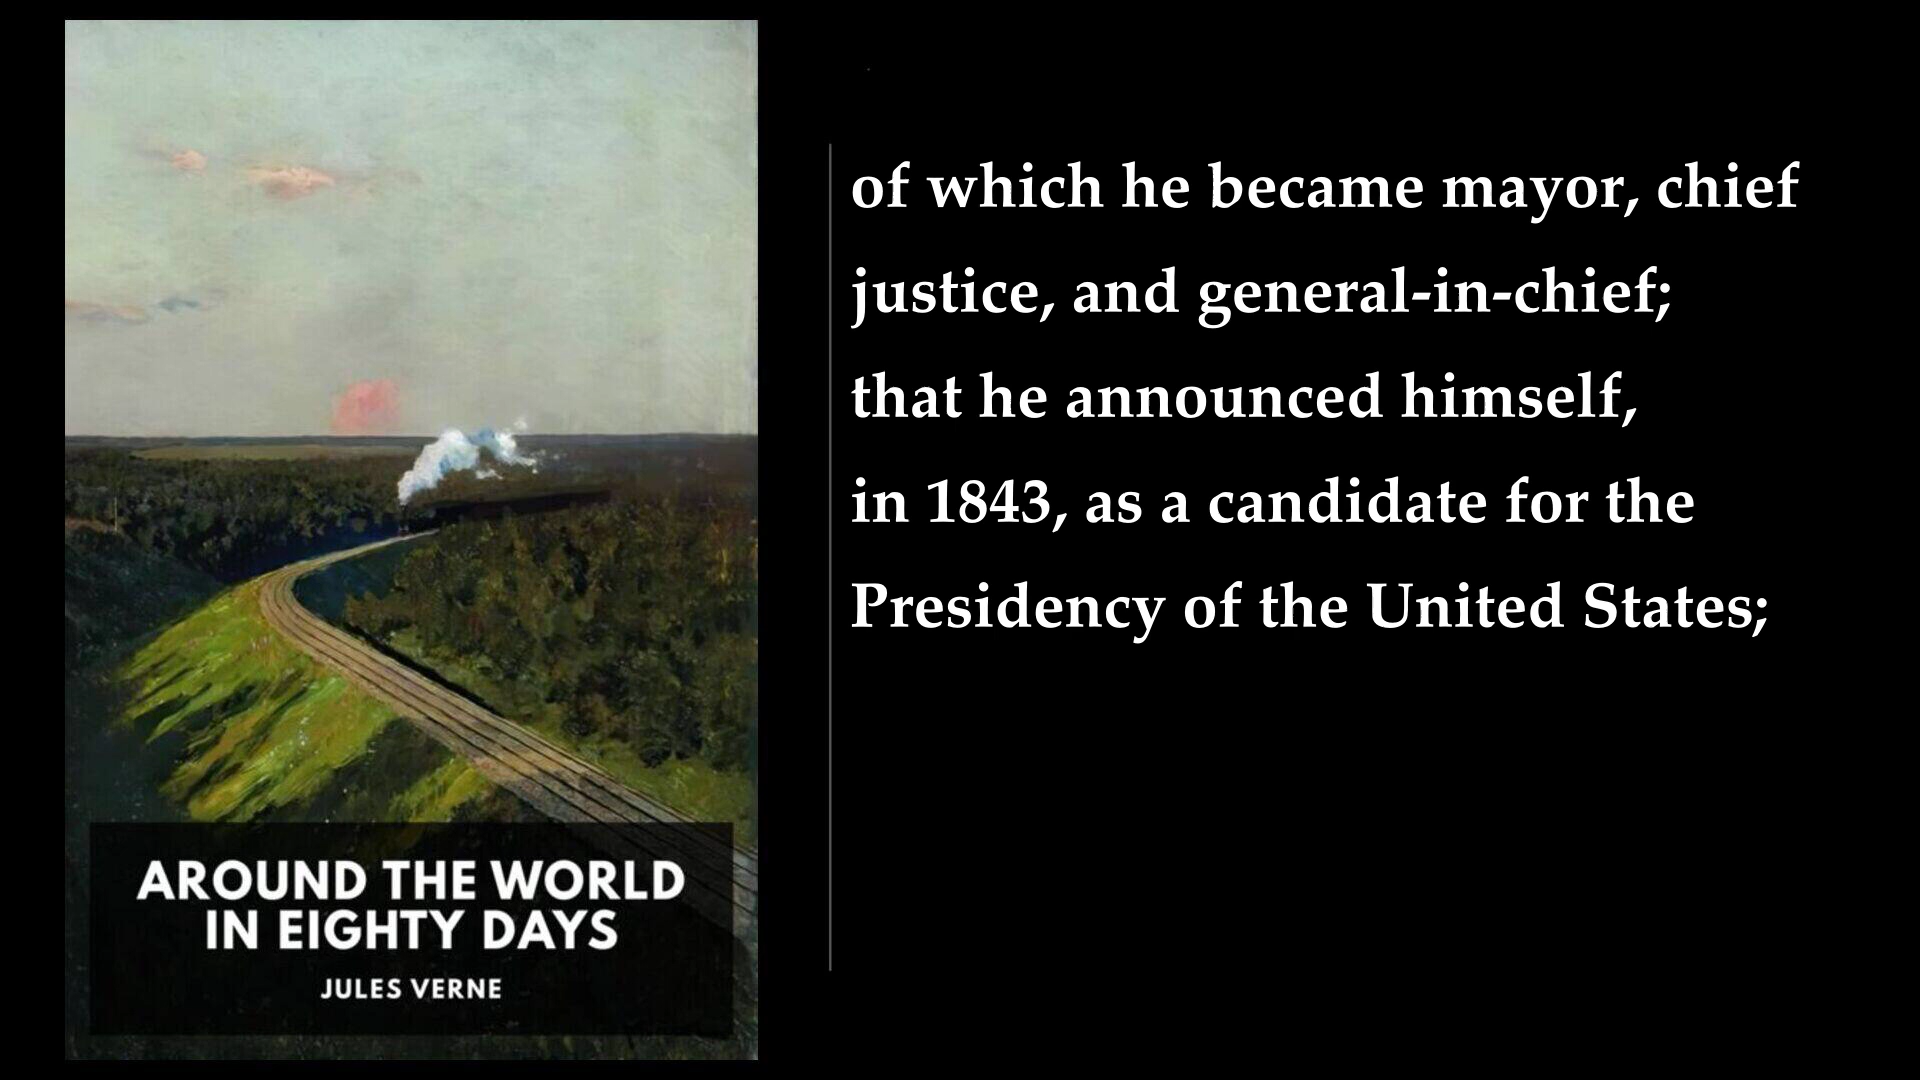 of which he became mayor, chief
justice, and general-in-chief;
that he announced himself,
in 1843, as a candidate for the
Presidency of the United States;
AROUND THE WORLD
IN EIGHTY DAYS
JULES VERNE